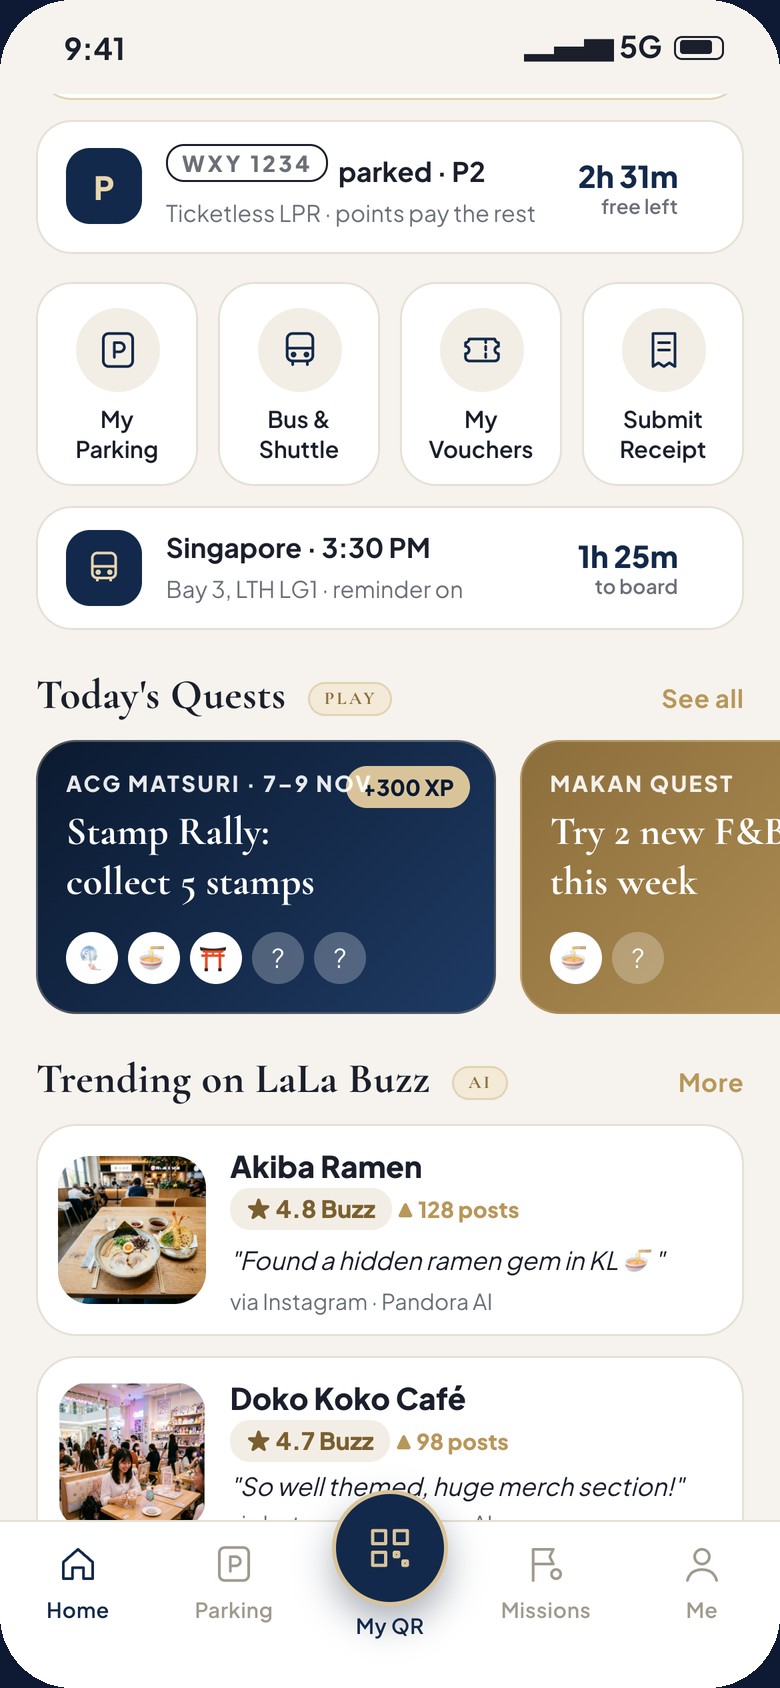 9:41
5G
P
WXY 1234 parked · P2
Ticketless LPR · points pay the rest
2h 31m
free left
P
My
Parking
Bus &
Shuttle
My
Vouchers
Submit
Receipt
Singapore · 3:30 PM
Bay 3, LTH LG1 · reminder on
1h 25m
to board
Today's Quests
PLAY
See all
ACG MATSURI · 7–9 NOV
+300 XP
Stamp Rally:
collect 5 stamps
? ?
MAKAN QUEST
Try 2 new F&B
this week
?
Trending on LaLa Buzz
AI
More
Akiba Ramen
★ 4.8 Buzz ▲ 128 posts
"Found a hidden ramen gem in KL 🍜 "
via Instagram · Pandora AI
Doko Koko Café
★ 4.7 Buzz ▲ 98 posts
"So well themed, huge merch section!"
Home
P
Parking
My QR
Missions
Me